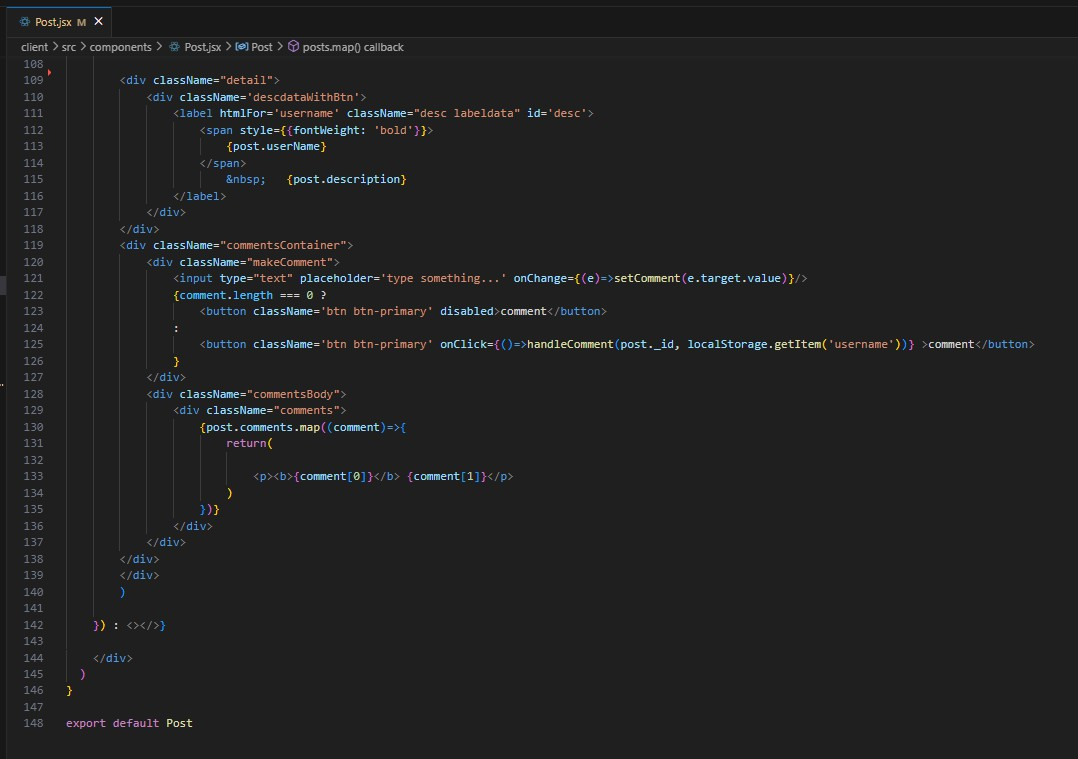 Post.jsx M ✕
client > src > components > Post.jsx > Post > posts.map() callback
108
109 <div className="detail">
110 <div className='descdataWithBtn'>
111 <label htmlFor='username' className="desc labeldata" id='desc'>
112 <span style={{fontWeight: 'bold'}}>
113 {post.userName}
114 </span>
115 &nbsp; {post.description}
116 </label>
117 </div>
118 </div>
119 <div className="commentsContainer">
120 <div className="makeComment">
121 <input type="text" placeholder='type something...' onChange={(e)=>setComment(e.target.value)}/>
122 {comment.length === 0 ?
123 <button className='btn btn-primary' disabled>comment</button>
124 :
125 <button className='btn btn-primary' onClick={()=>handleComment(post._id, localStorage.getItem('username'))} >comment</button>
126 }
127 </div>
128 <div className="commentsBody">
129 <div className="comments">
130 {post.comments.map((comment)=>{
131 return(
132
133 <p><b>{comment[0]}</b> {comment[1]}</p>
134 )
135 })}
136 </div>
137 </div>
138 </div>
139 </div>
140 )
141
142 }) : <></>}
143
144 </div>
145 )
146 }
147
148 export default Post